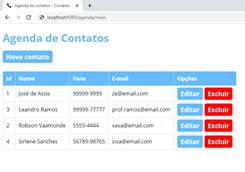 Agenda de contatos - Contatos
localhost:8080/agenda/main
Agenda de Contatos
Novo contato
Id Nome Fone E-mail Opções
1 José de Assis 99999-9999 ze@email.com Editar Excluir
3 Leandro Ramos 99999-77777 prof.ramos@email.com Editar Excluir
2 Robson Vaamonde 5555-4444 vava@email.com Editar Excluir
4 Sirlene Sanches 56789-98765 sisa@email.com Editar Excluir